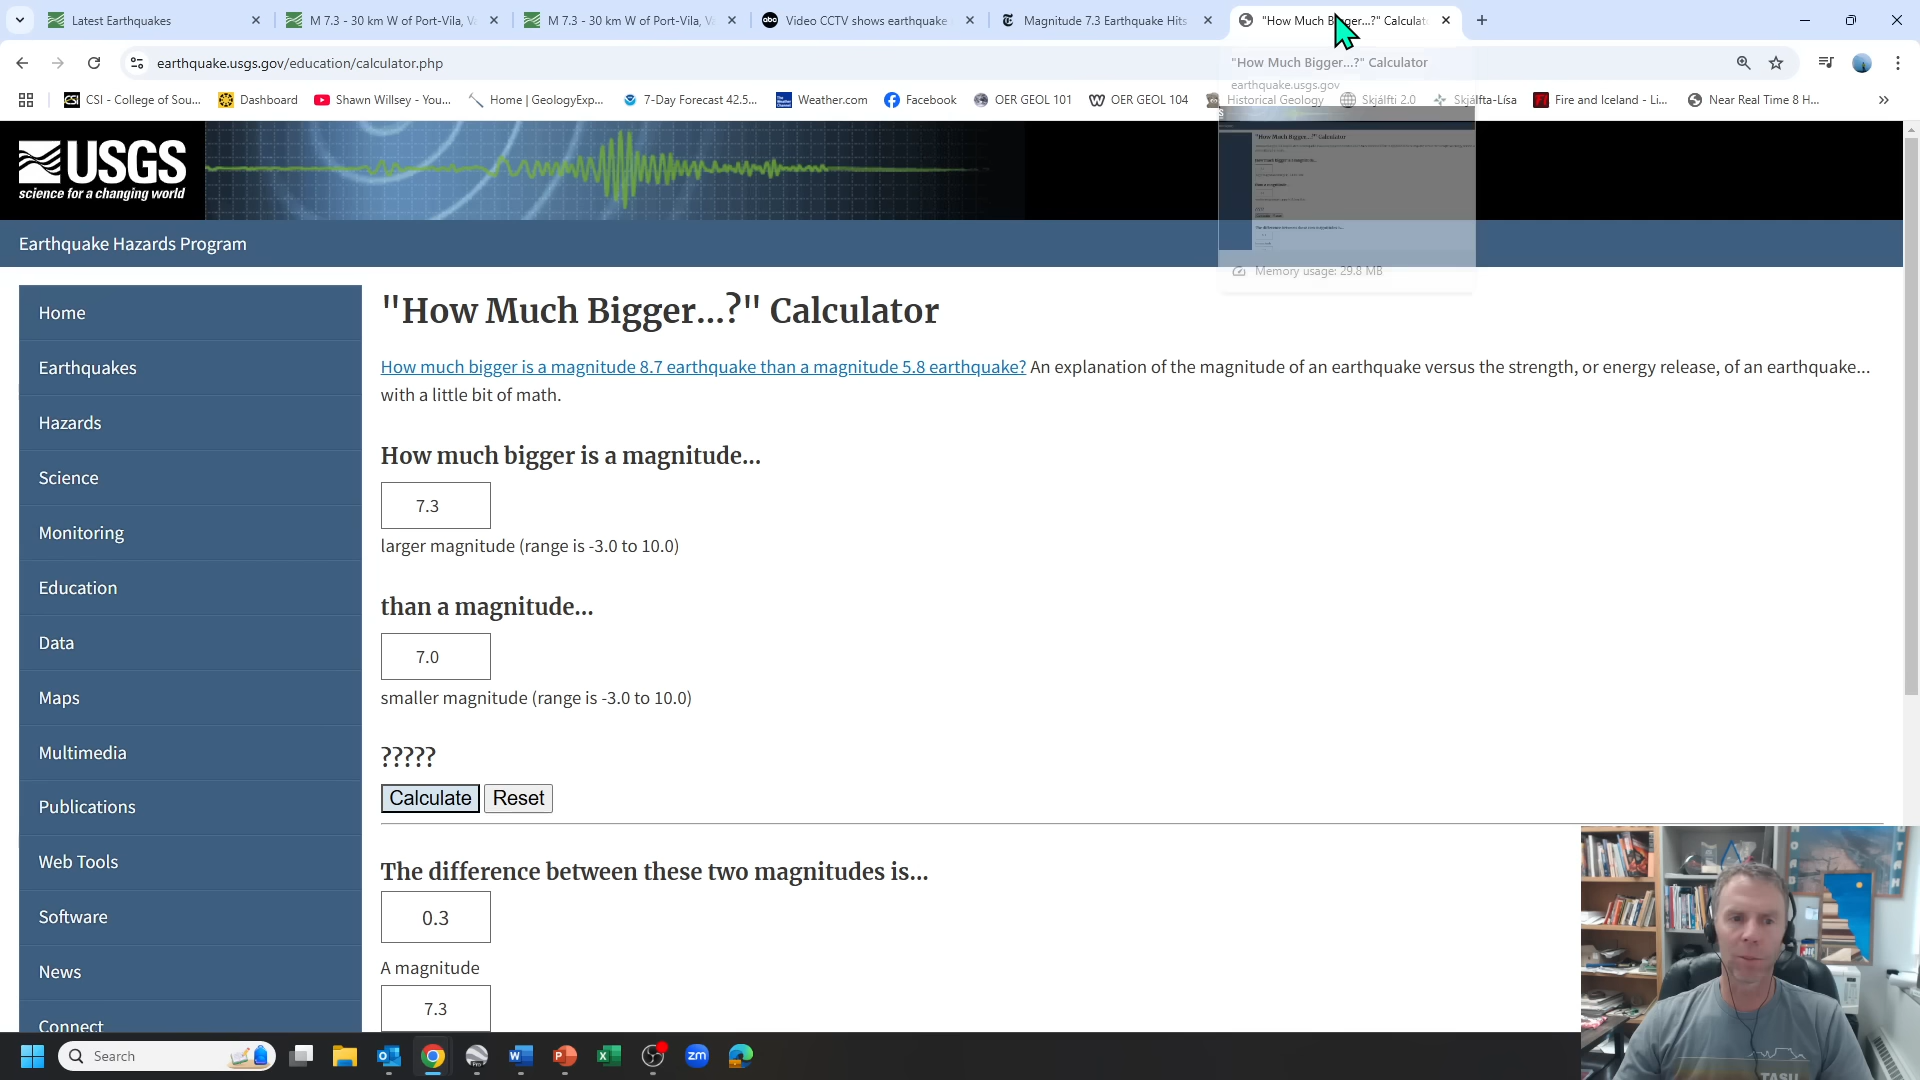 Latest Earthquakes
M 7.3 - 30 km W of Port-Vila, Va
M 7.3 - 30 km W of Port-Vila, Va
abc Video CCTV shows earthquake
Magnitude 7.3 Earthquake Hits
"How Much Bigger...?" Calculat
earthquake.usgs.gov/education/calculator.php
"How Much Bigger...?" Calculator
earthquake.usgs.gov
CSI - College of Sou...
Dashboard
Shawn Willsey - You...
Home | GeologyExp...
7-Day Forecast 42.5...
Weather.com
Facebook
OER GEOL 101
OER GEOL 104
Historical Geology
Skjálfti 2.0
Skjálfta-Lísa
Fire and Iceland - Li...
Near Real Time 8 H...
USGS
science for a changing world
Earthquake Hazards Program
Memory usage: 29.8 MB
Home
Earthquakes
Hazards
Science
Monitoring
Education
Data
Maps
Multimedia
Publications
Web Tools
Software
News
Connect
"How Much Bigger...?" Calculator
How much bigger is a magnitude 8.7 earthquake than a magnitude 5.8 earthquake? An explanation of the magnitude of an earthquake versus the strength, or energy release, of an earthquake...
with a little bit of math.
How much bigger is a magnitude...
7.3
larger magnitude (range is -3.0 to 10.0)
than a magnitude...
7.0
smaller magnitude (range is -3.0 to 10.0)
?????
Calculate Reset
The difference between these two magnitudes is...
0.3
A magnitude
7.3
Search
zm